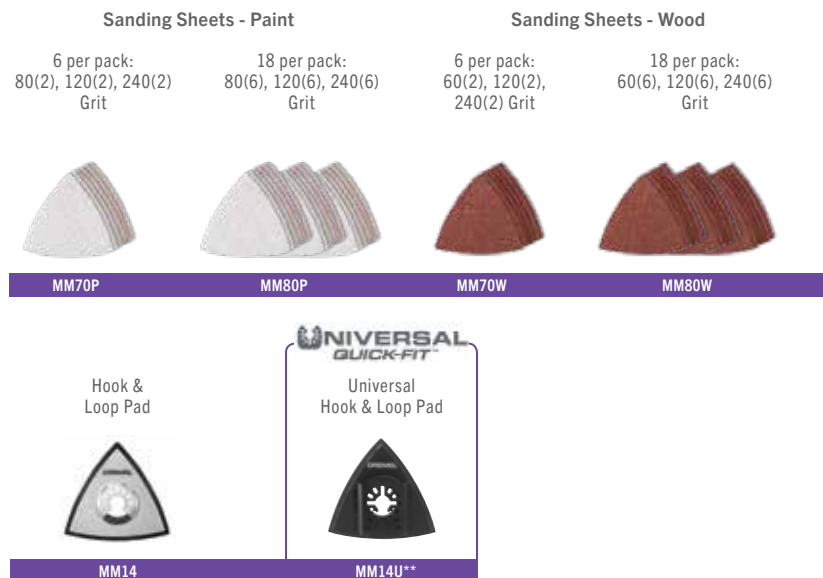 Sanding Sheets - Paint
Sanding Sheets - Wood
6 per pack:
80(2), 120(2), 240(2)
Grit
18 per pack:
80(6), 120(6), 240(6)
Grit
6 per pack:
60(2), 120(2),
240(2) Grit
18 per pack:
60(6), 120(6), 240(6)
Grit
MM70P
MM80P
MM70W
MM80W
Hook &
Loop Pad
UNIVERSAL
QUICK-FIT™
Universal
Hook & Loop Pad
DREMEL
DREMEL
MM14
MM14U**